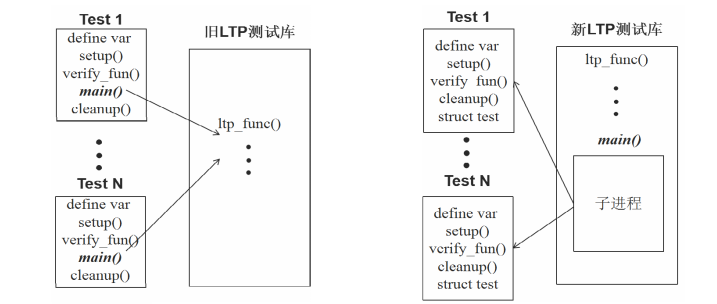 Test 1
define var
setup()
verify_fun()
main()
cleanup()
Test N
define var
setup()
verify_fun()
main()
cleanup()
旧LTP测试库
ltp_func()
Test 1
define var
setup()
verify fun()
cleanup()
struct test
Test N
define var
setup()
verify_fun()
cleanup()
struct test
新LTP测试库
ltp_func()
main()
子进程